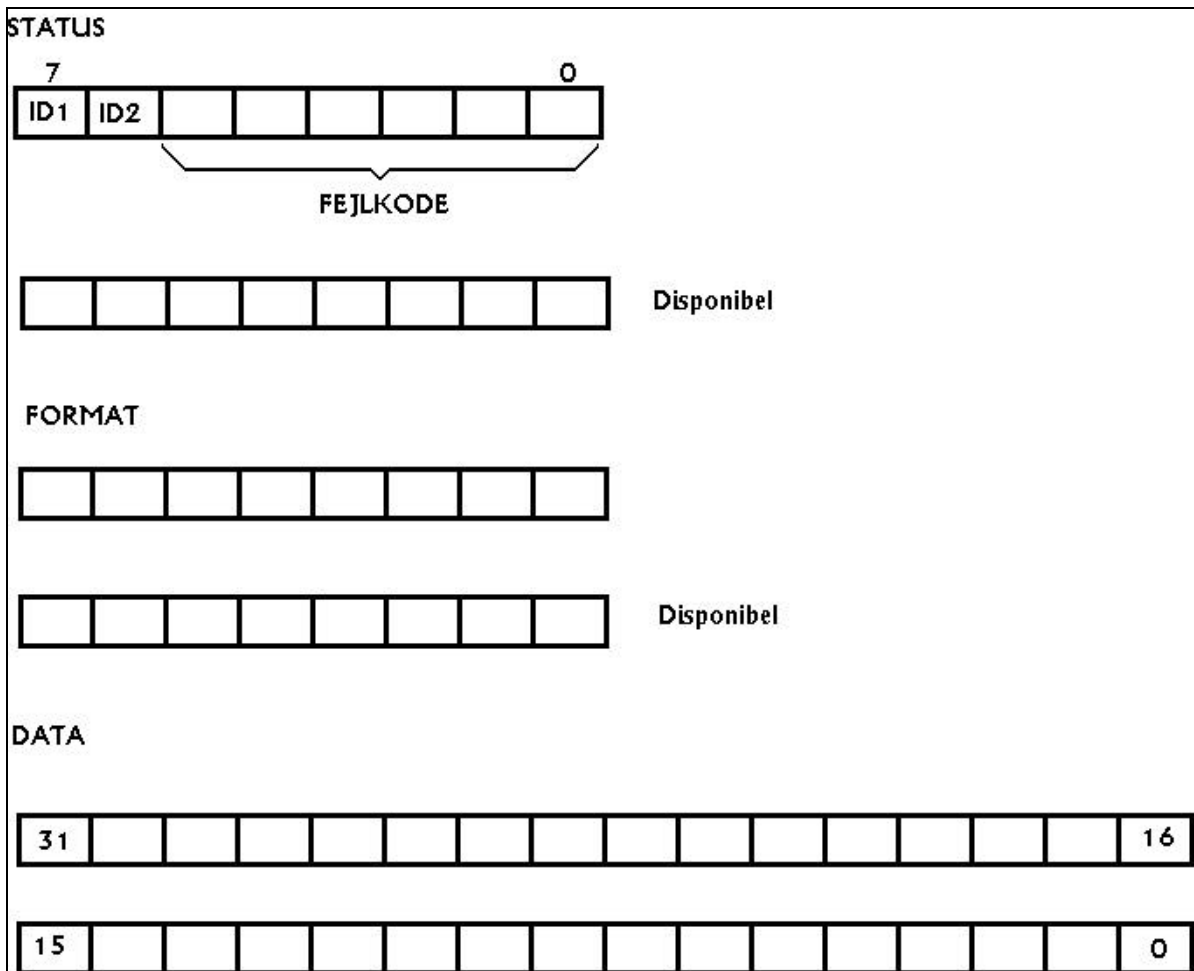 STATUS
7 0
ID1 ID2
FEJLKODE
Disponibel
FORMAT
Disponibel
DATA
31 16
15 0